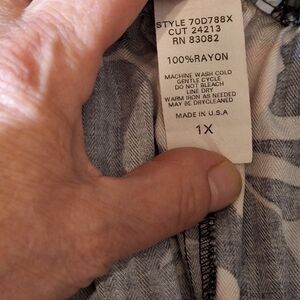 STYLE 70D788X
CUT 24213
RN 83082
100%RAYON
MACHINE WASH COLD
GENTLE CYCLE
DO NOT BLEACH
LINE DRY
WARM IRON AS NEEDED
MAY BE DRYCLEANED
MADE IN U.S.A
1X